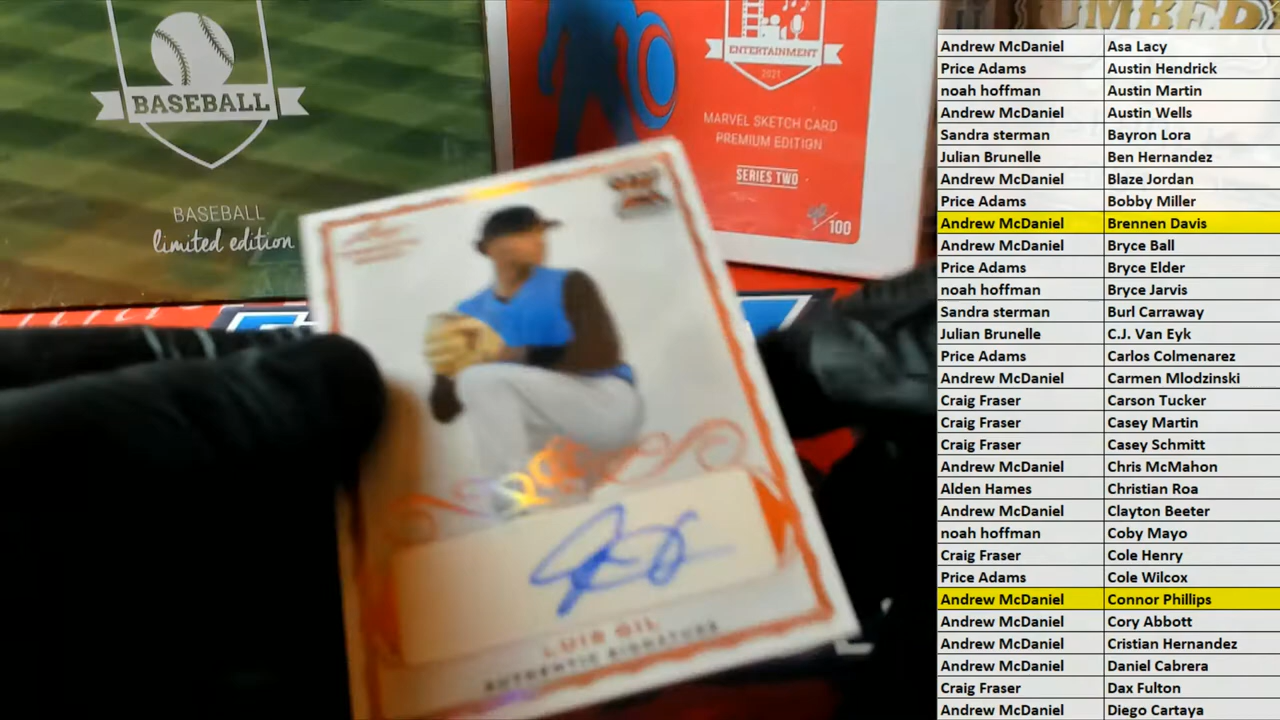 BASEBALL
BASEBALL
limited edition
ENTERTAINMENT
2021
MARVEL SKETCH CARD
PREMIUM EDITION
SERIES TWO
/100
LUIS GIL
AUTHENTIC SIGNATURE
Andrew McDaniel Asa Lacy
Price Adams Austin Hendrick
noah hoffman Austin Martin
Andrew McDaniel Austin Wells
Sandra sterman Bayron Lora
Julian Brunelle Ben Hernandez
Andrew McDaniel Blaze Jordan
Price Adams Bobby Miller
Andrew McDaniel Brennen Davis
Andrew McDaniel Bryce Ball
Price Adams Bryce Elder
noah hoffman Bryce Jarvis
Sandra sterman Burl Carraway
Julian Brunelle C.J. Van Eyk
Price Adams Carlos Colmenarez
Andrew McDaniel Carmen Mlodzinski
Craig Fraser Carson Tucker
Craig Fraser Casey Martin
Craig Fraser Casey Schmitt
Andrew McDaniel Chris McMahon
Alden Hames Christian Roa
Andrew McDaniel Clayton Beeter
noah hoffman Coby Mayo
Craig Fraser Cole Henry
Price Adams Cole Wilcox
Andrew McDaniel Connor Phillips
Andrew McDaniel Cory Abbott
Andrew McDaniel Cristian Hernandez
Andrew McDaniel Daniel Cabrera
Craig Fraser Dax Fulton
Andrew McDaniel Diego Cartaya